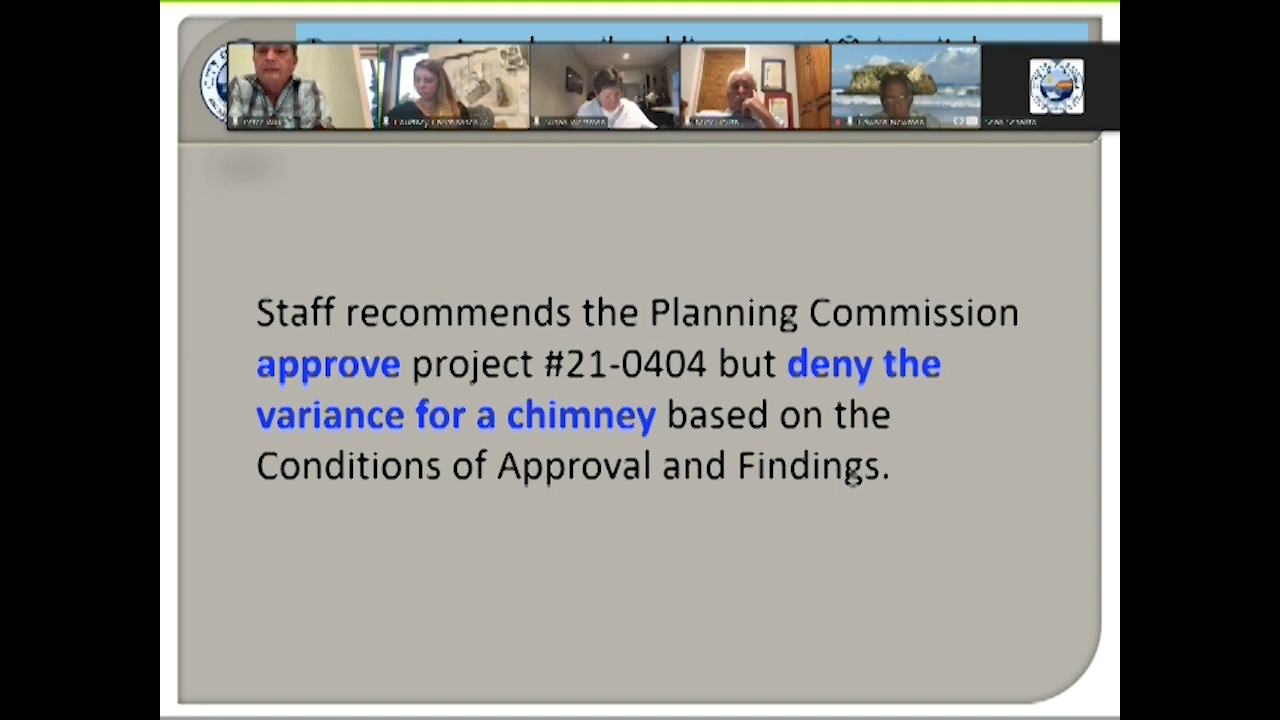 Staff recommends the Planning Commission
approve project #21-0404 but deny the
variance for a chimney based on the
Conditions of Approval and Findings.